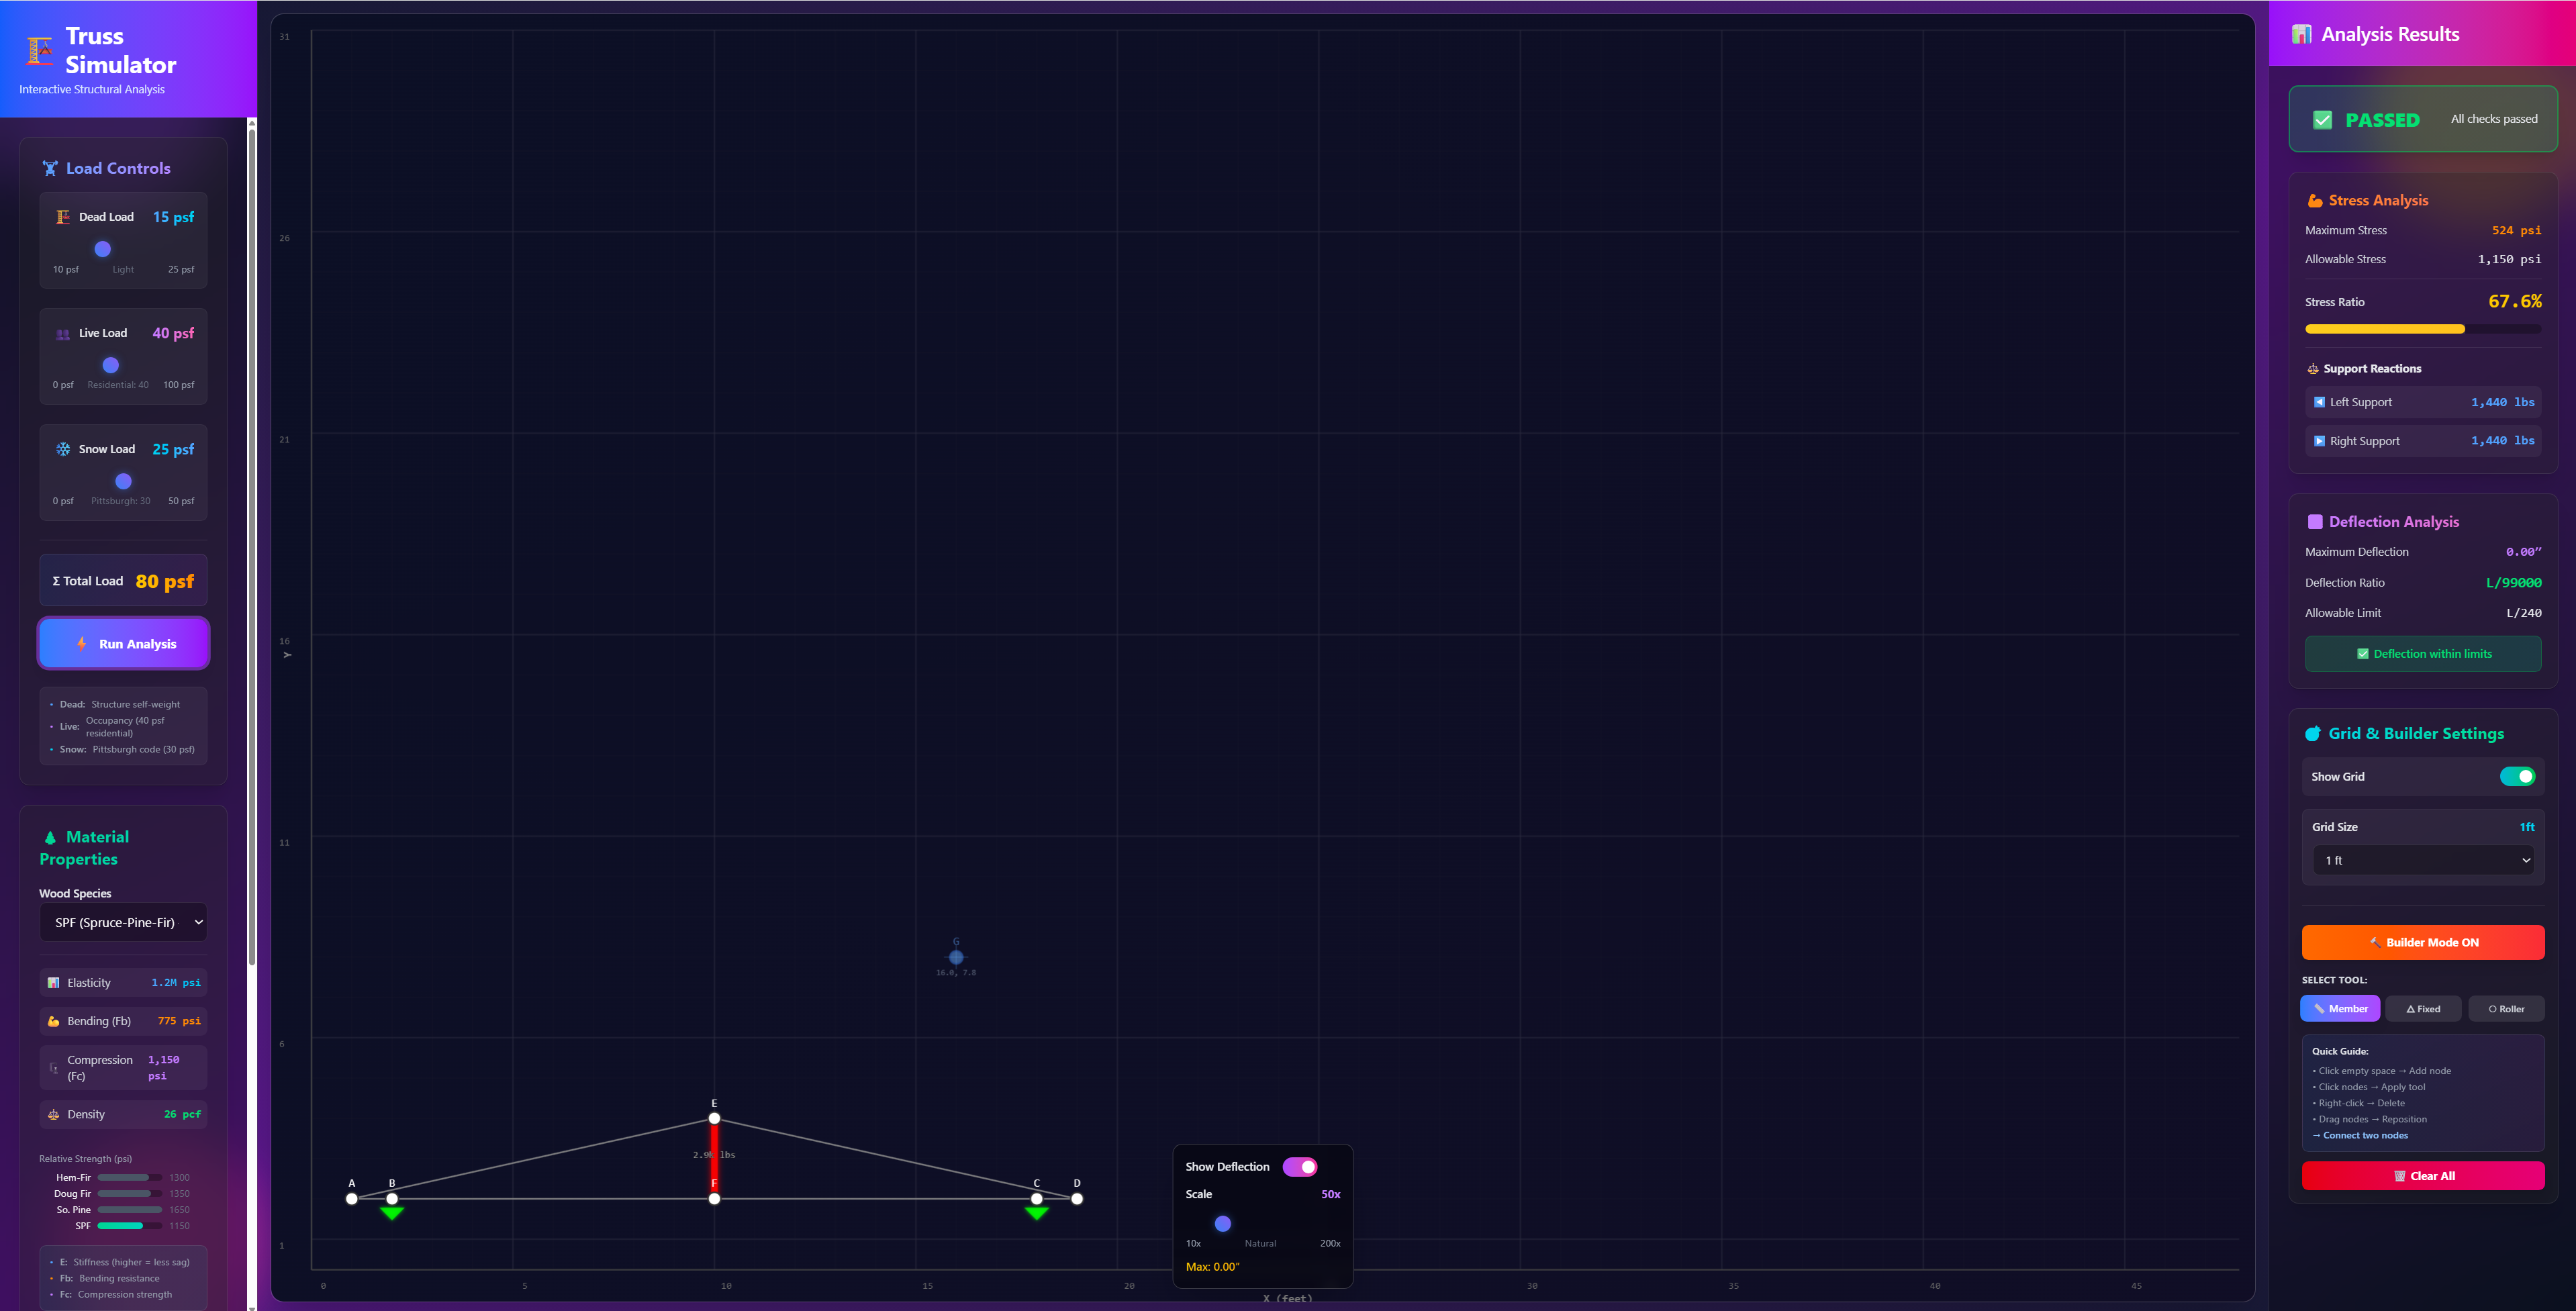 Truss
Simulator
Interactive Structural Analysis
Load Controls
Dead Load 15 psf
10 psf Light 25 psf
Live Load 40 psf
0 psf Residential: 40 100 psf
Snow Load 25 psf
0 psf Pittsburgh: 30 50 psf
Σ Total Load 80 psf
Run Analysis
• Dead: Structure self-weight
• Live: Occupancy (40 psf
residential)
• Snow: Pittsburgh code (30 psf)
Material
Properties
Wood Species
SPF (Spruce-Pine-Fir)
Elasticity 1.2M psi
Bending (Fb) 775 psi
Compression 1,150
(Fc) psi
Density 26 pcf
Relative Strength (psi)
Hem-Fir 1300
Doug Fir 1350
So. Pine 1650
SPF 1150
• E: Stiffness (higher = less sag)
• Fb: Bending resistance
• Fc: Compression strength
31
26
21
16
Y
11
6
1
G
16.0, 7.8
E
lbs
A B F C D
0 5 10 15 20 30 35 40 45
X (feet)
Show Deflection
Scale 50x
10x Natural 200x
Max: 0.00″
Analysis Results
PASSED All checks passed
Stress Analysis
Maximum Stress 524 psi
Allowable Stress 1,150 psi
Stress Ratio 67.6%
Support Reactions
Left Support 1,440 lbs
Right Support 1,440 lbs
Deflection Analysis
Maximum Deflection 0.00″
Deflection Ratio L/99000
Allowable Limit L/240
Deflection within limits
Grid & Builder Settings
Show Grid
Grid Size 1ft
1 ft
Builder Mode ON
SELECT TOOL:
Member △ Fixed ○ Roller
Quick Guide:
• Click empty space → Add node
• Click nodes → Apply tool
• Right-click → Delete
• Drag nodes → Reposition
→ Connect two nodes
Clear All